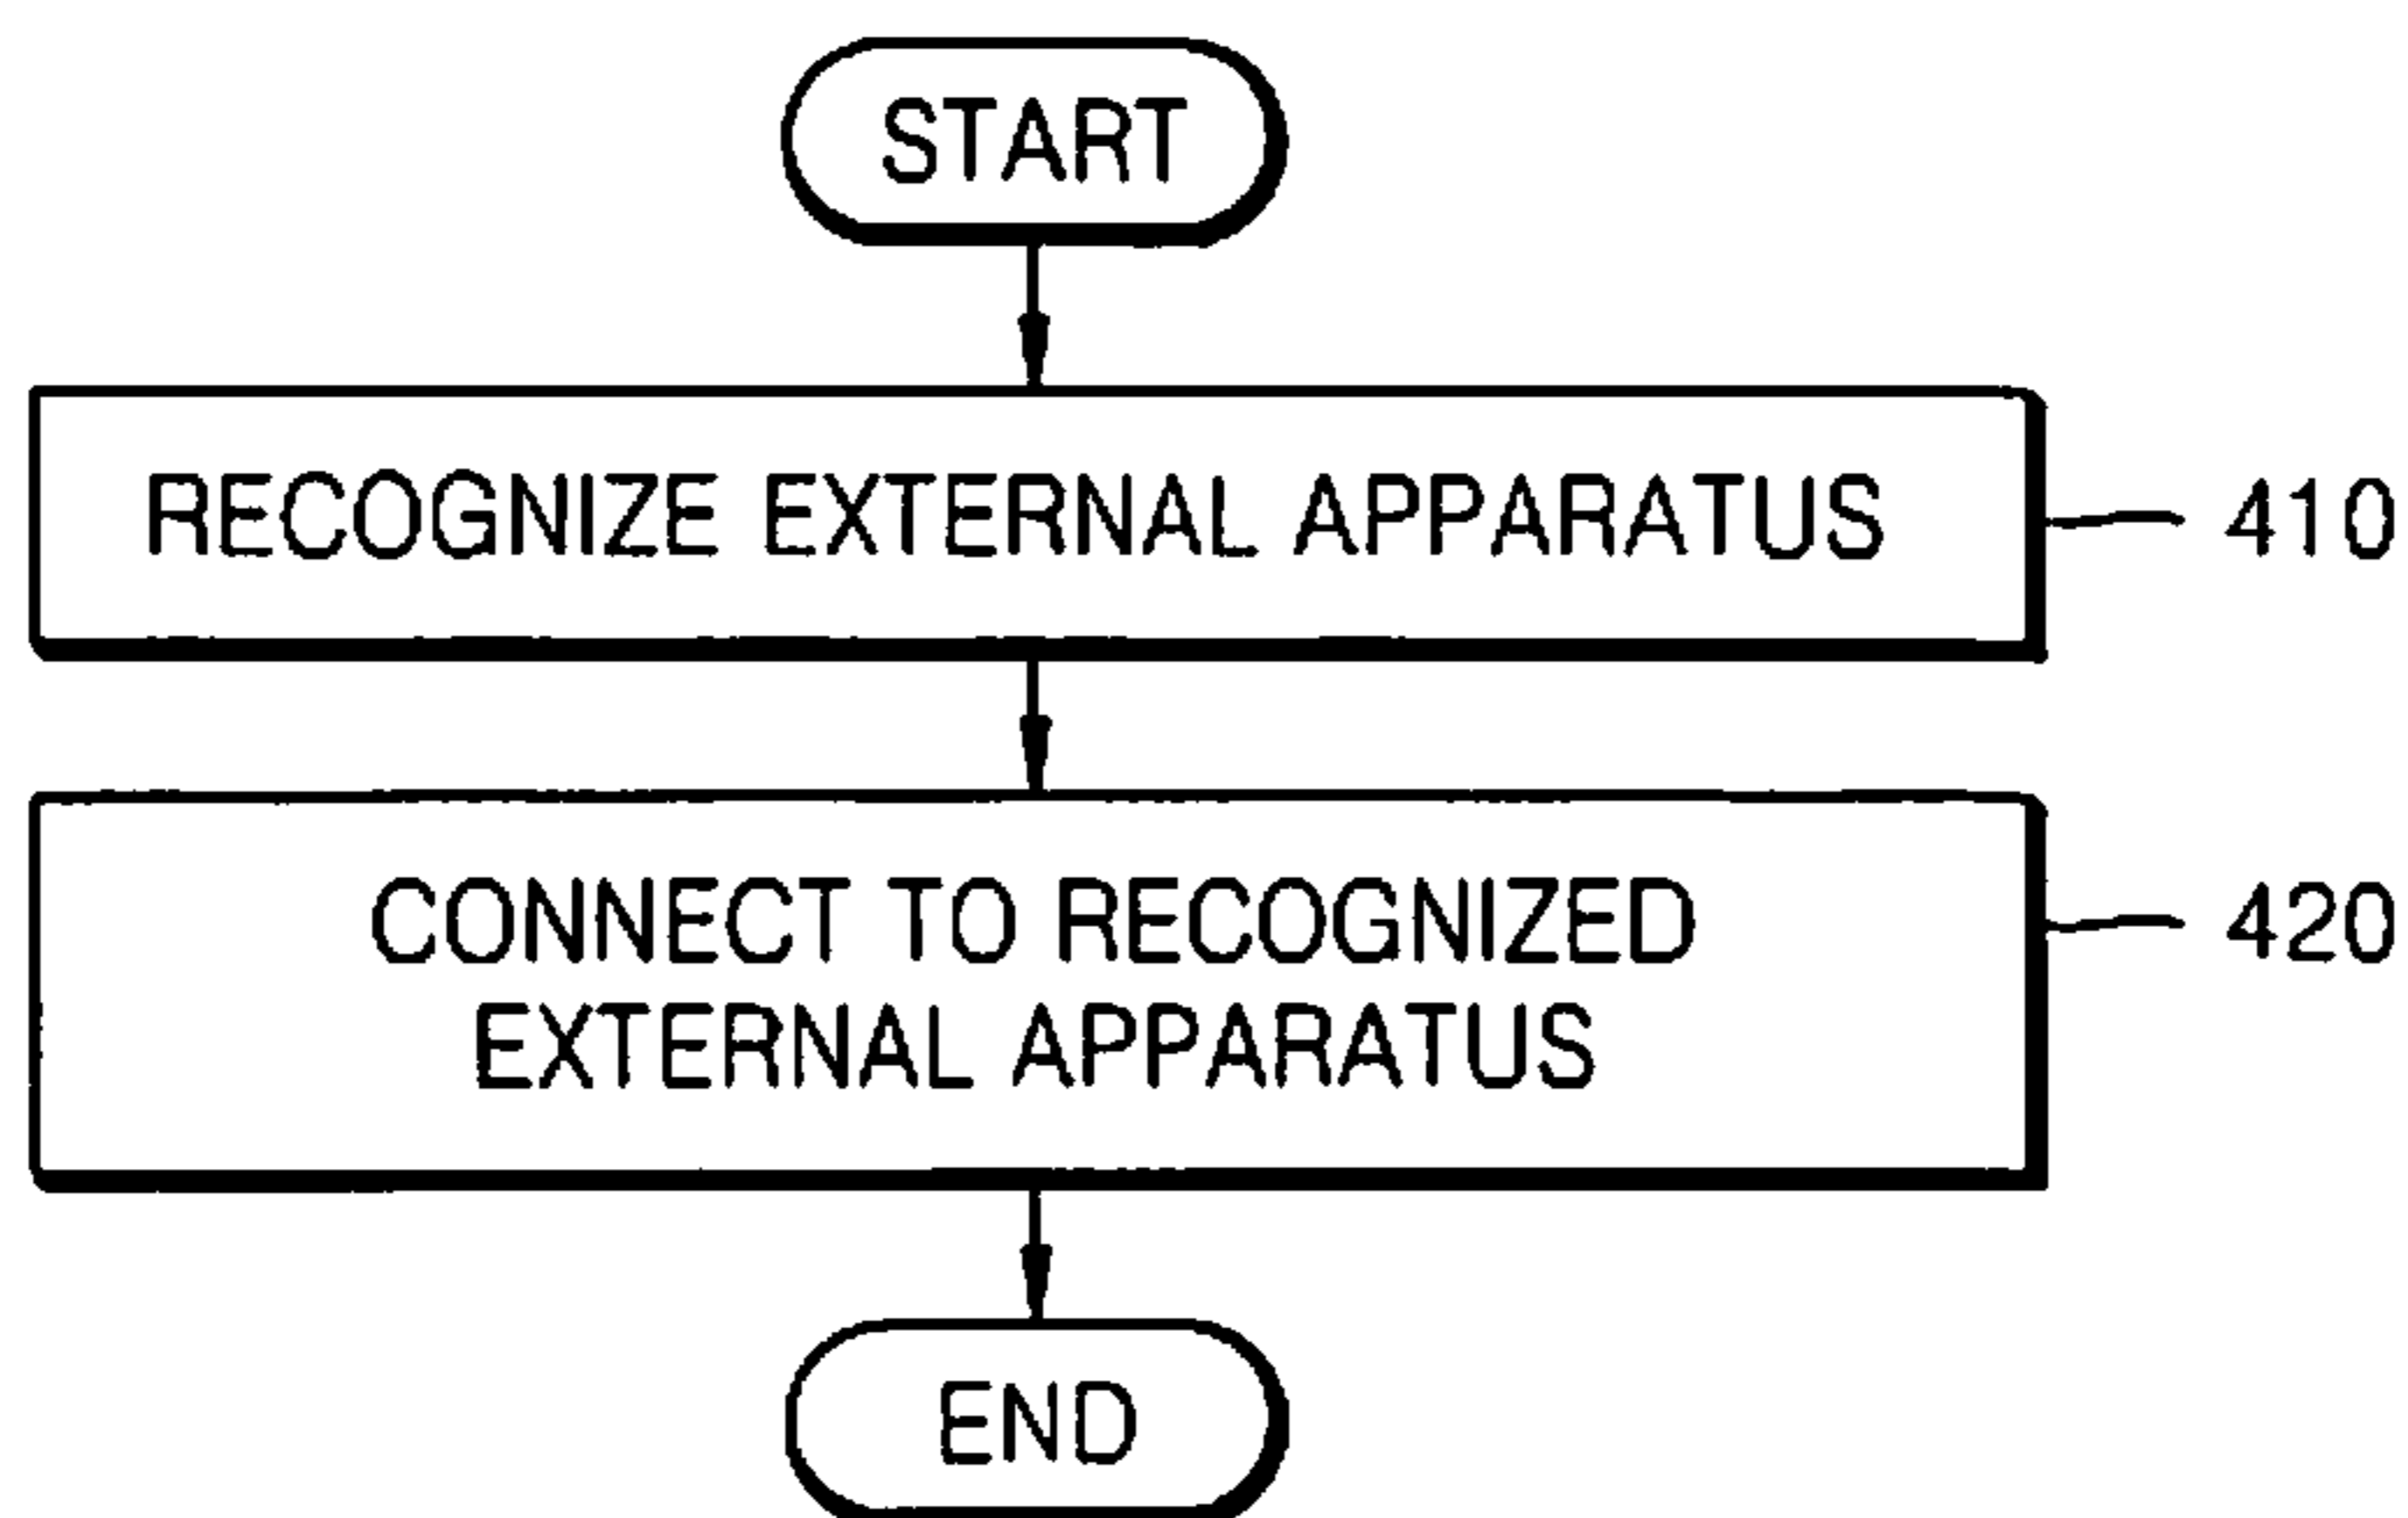 START
RECOGNIZE EXTERNAL APPARATUS
410
CONNECT TO RECOGNIZED
EXTERNAL APPARATUS
420
END